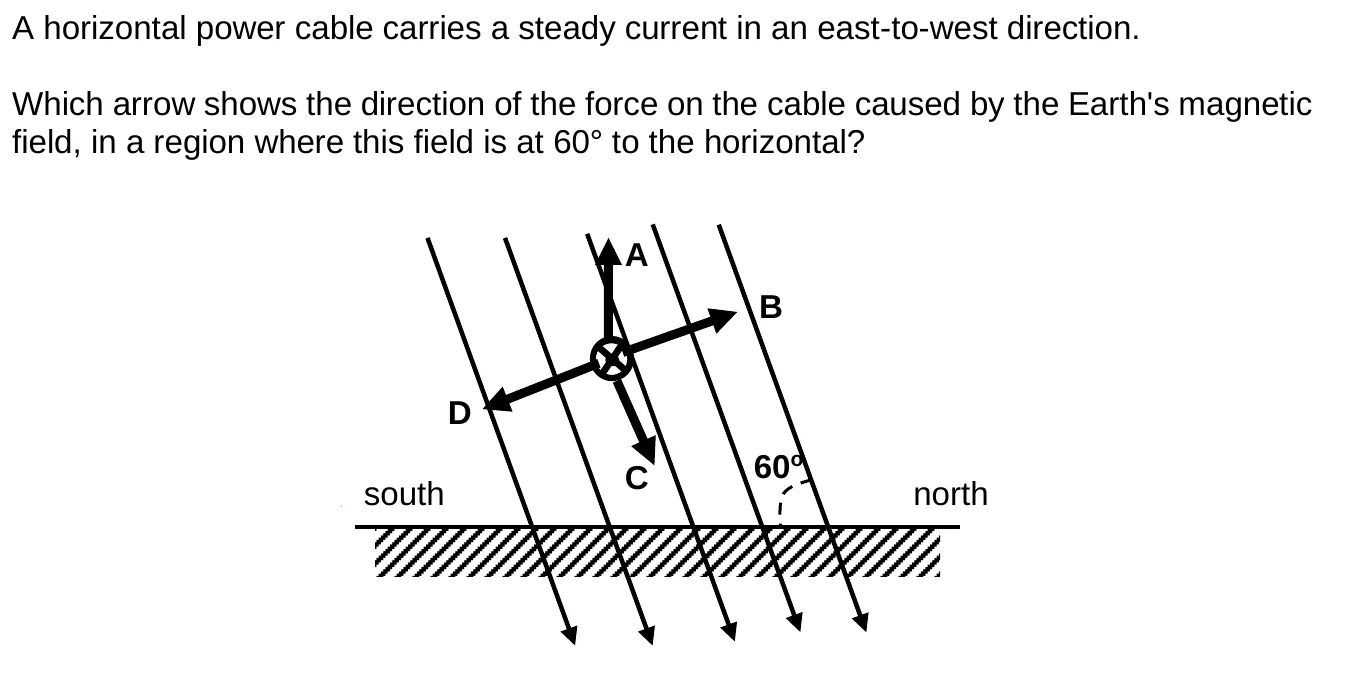 A horizontal power cable carries a steady current in an east-to-west direction.
Which arrow shows the direction of the force on the cable caused by the Earth's magnetic
field, in a region where this field is at 60° to the horizontal?
A
B
D
60º
C
south
north